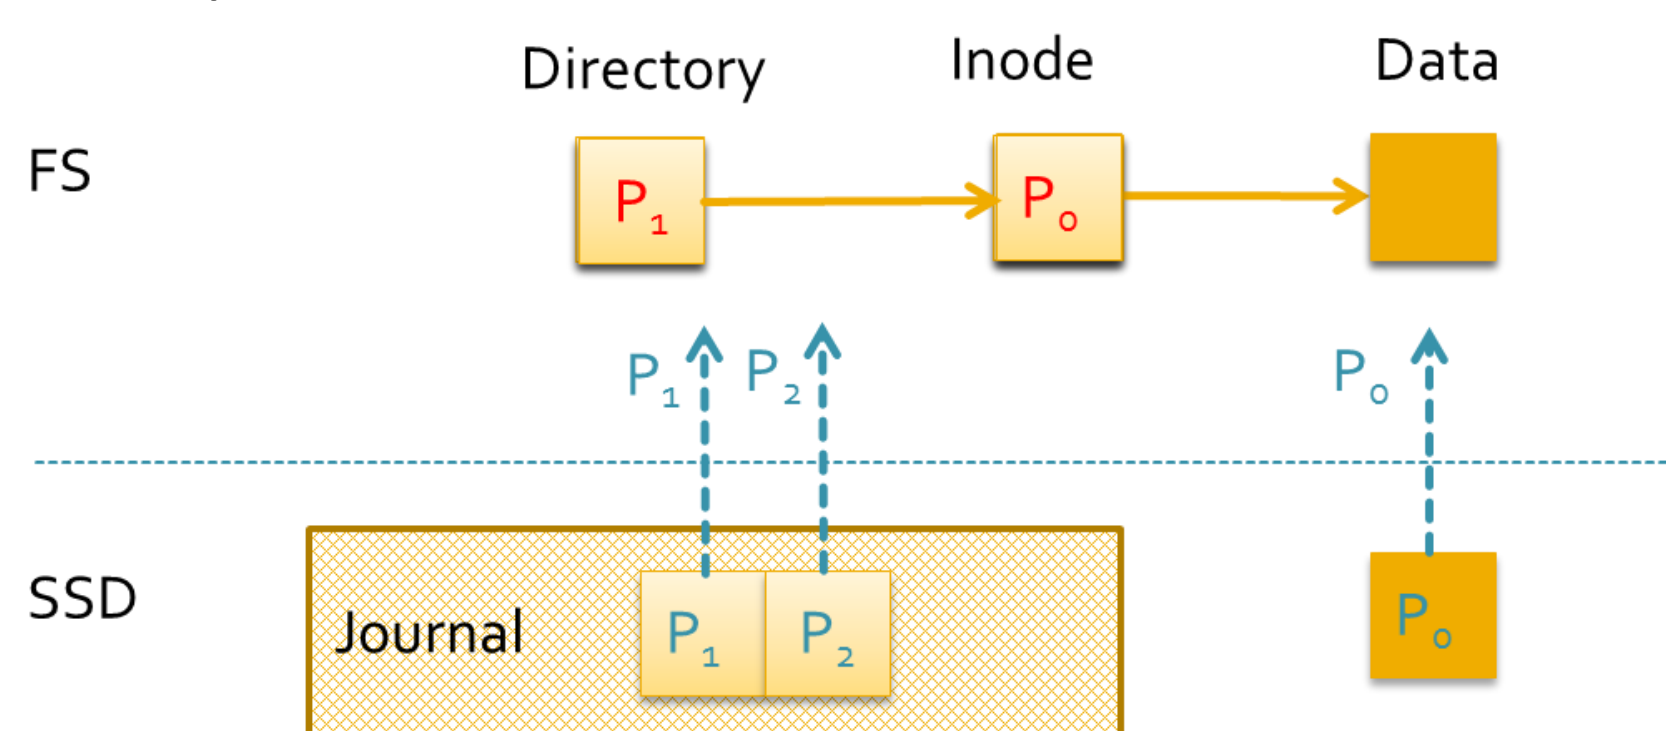 Directory
Inode
Data
FS
P₁
P₀
P₁
P₂
P₀
SSD
Journal
P₁
P₂
P₀